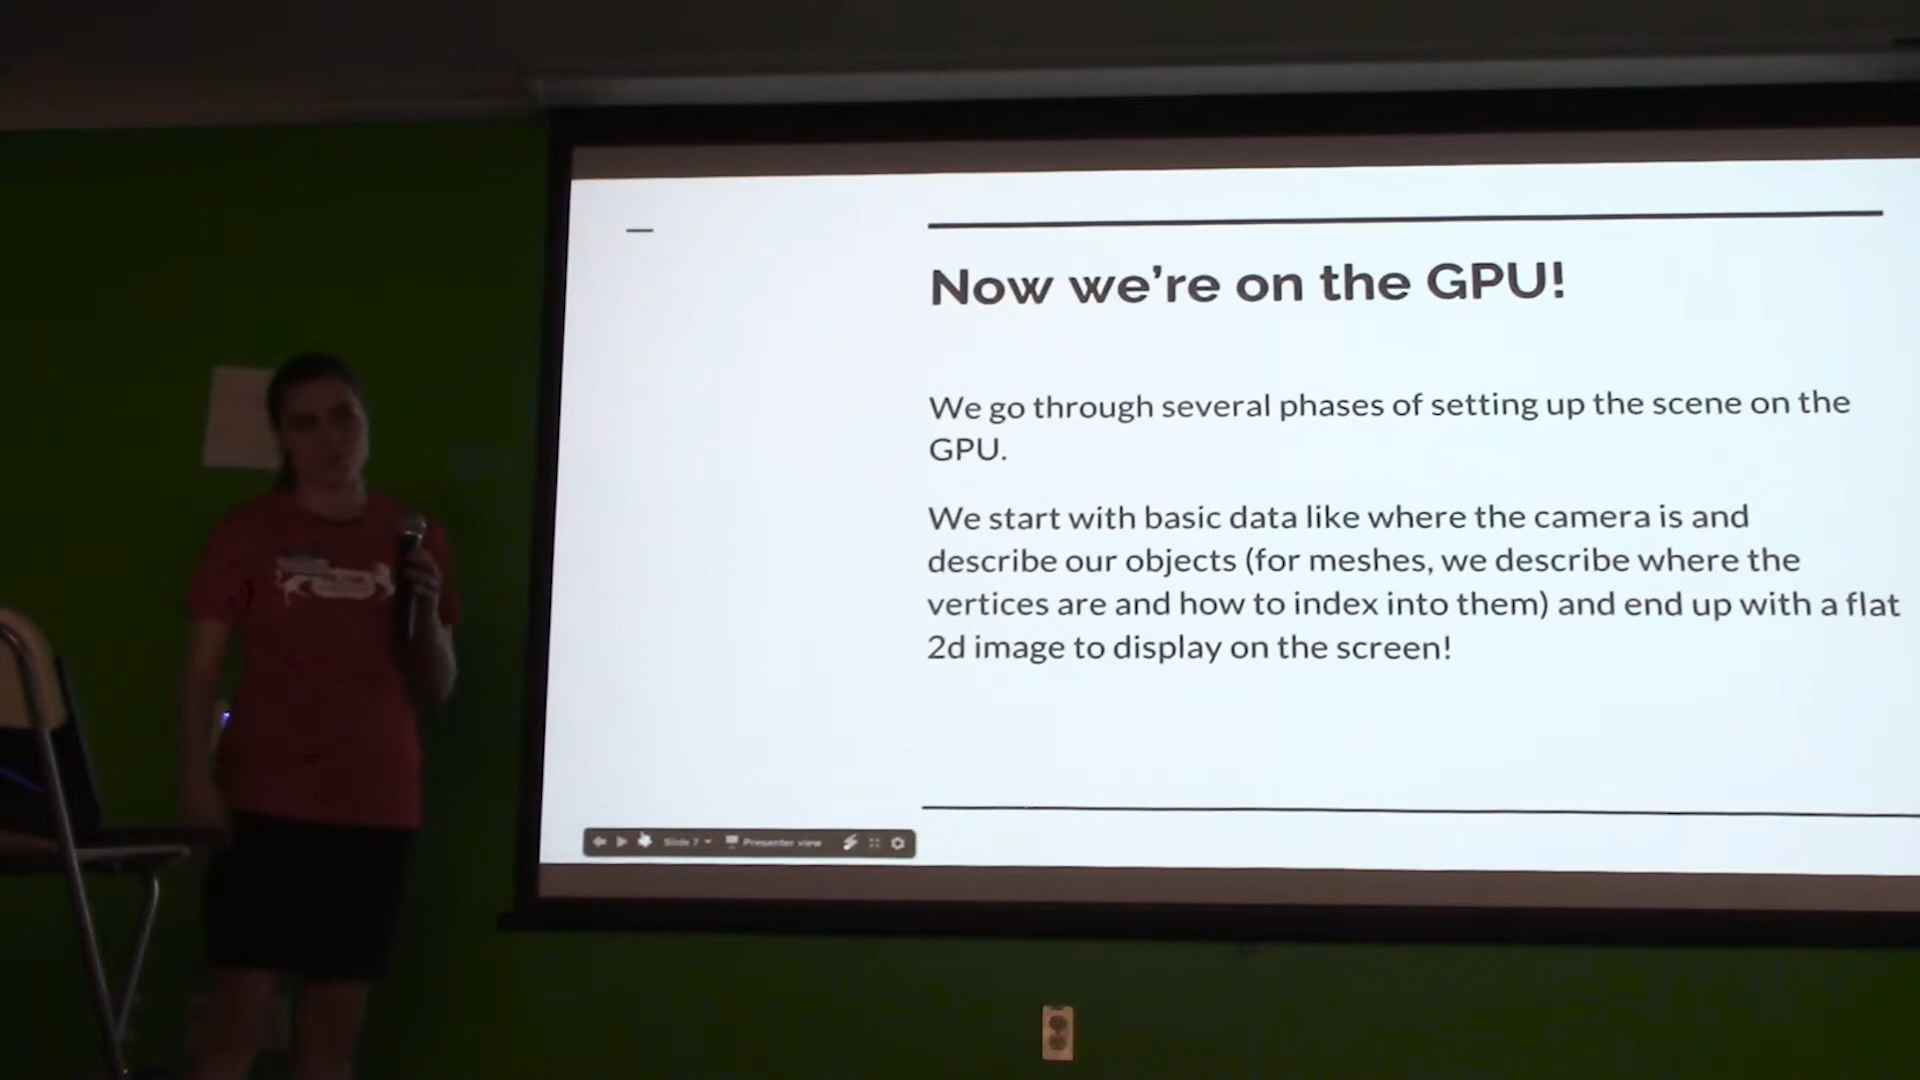 Now we're on the GPU!
We go through several phases of setting up the scene on the
GPU.
We start with basic data like where the camera is and
describe our objects (for meshes, we describe where the
vertices are and how to index into them) and end up with a flat
2d image to display on the screen!
Slide 7 Presenter view